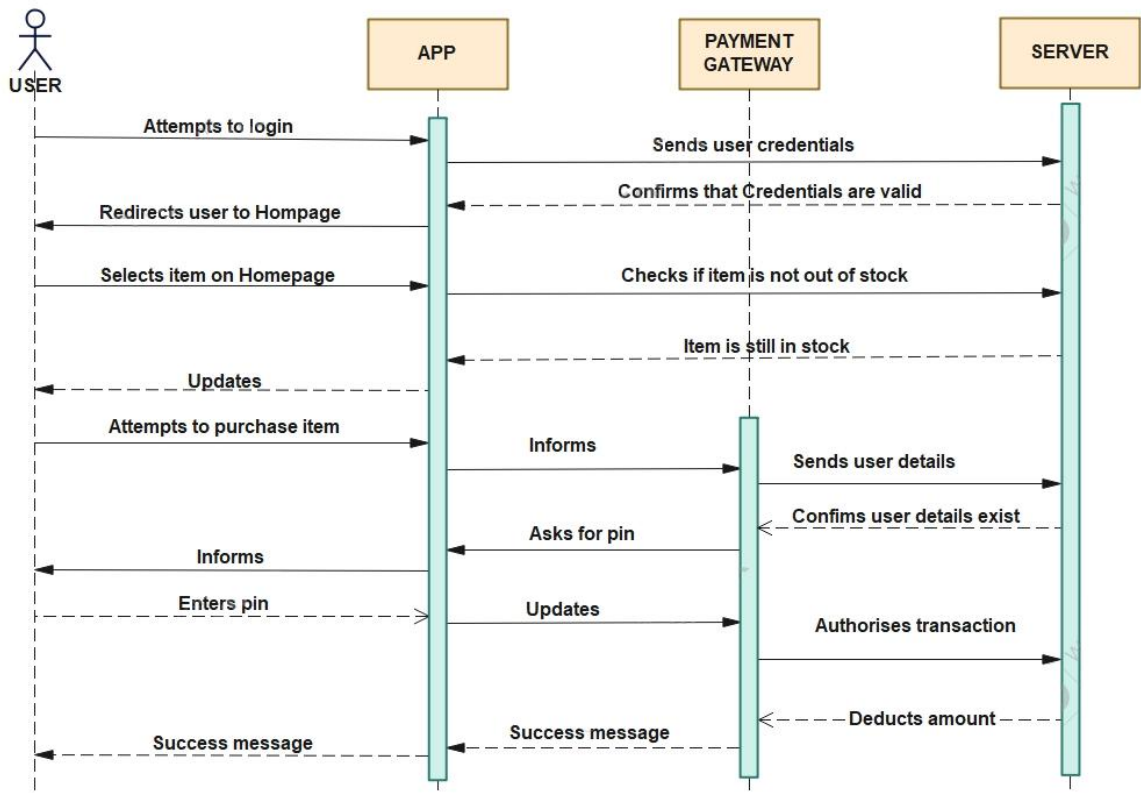 USER
APP
PAYMENT
GATEWAY
SERVER
Attempts to login
Sends user credentials
Confirms that Credentials are valid
Redirects user to Hompage
Selects item on Homepage
Checks if item is not out of stock
Item is still in stock
Updates
Attempts to purchase item
Informs
Sends user details
Confims user details exist
Asks for pin
Informs
Enters pin
Updates
Authorises transaction
Deducts amount
Success message
Success message